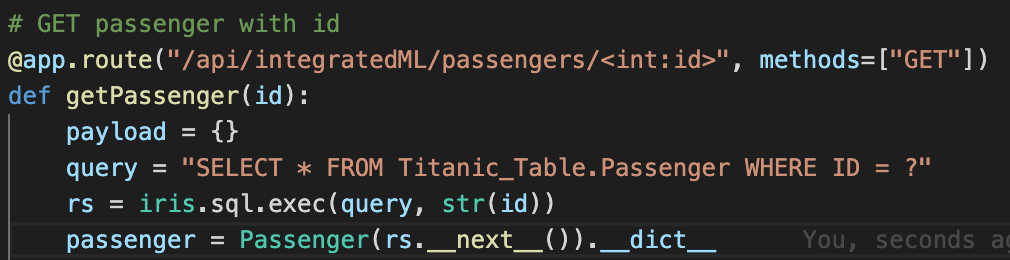 # GET passenger with id
@app.route("/api/integratedML/passengers/<int:id>", methods=["GET"])
def getPassenger(id):
    payload = {}
    query = "SELECT * FROM Titanic_Table.Passenger WHERE ID = ?"
    rs = iris.sql.exec(query, str(id))
    passenger = Passenger(rs.__next__()).__dict__ You, seconds